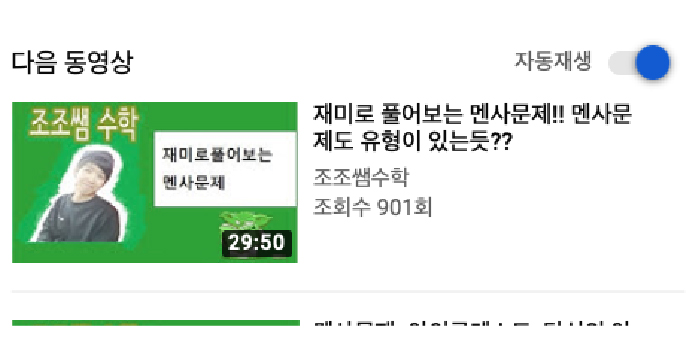 다음 동영상
자동재생
조조쌤 수학
재미로풀어보는
멘사문제
29:50
재미로 풀어보는 멘사문제!! 멘사문
제도 유형이 있는듯??
조조쌤수학
조회수 901회